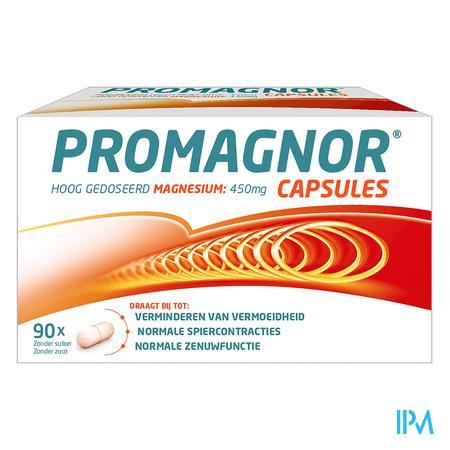 PROMAGNOR®
HOOG GEDOSEERD MAGNESIUM: 450mg CAPSULES
DRAAGT BIJ TOT:
VERMINDEREN VAN VERMOEIDHEID
NORMALE SPIERCONTRACTIES
NORMALE ZENUWFUNCTIE
90x
Zonder suiker
Zonder zout
IPM